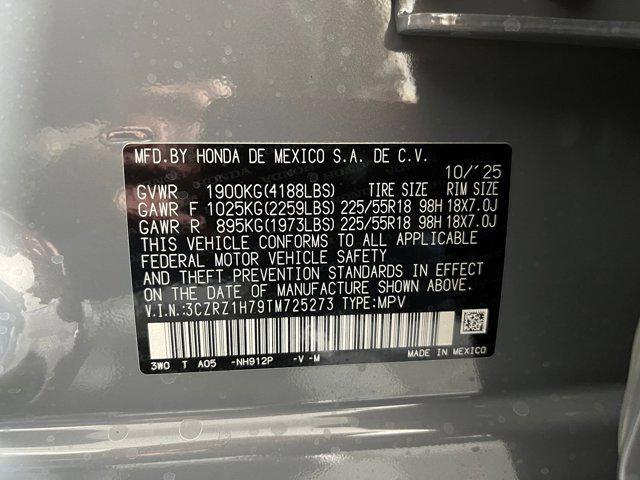 MFD.BY HONDA DE MEXICO S.A. DE C.V.
10/'25
GVWR 1900KG(4188LBS) TIRE SIZE RIM SIZE
GAWR F 1025KG(2259LBS) 225/55R18 98H 18X7.0J
GAWR R 895KG(1973LBS) 225/55R18 98H 18X7.0J
THIS VEHICLE CONFORMS TO ALL APPLICABLE
FEDERAL MOTOR VEHICLE SAFETY
AND THEFT PREVENTION STANDARDS IN EFFECT
ON THE DATE OF MANUFACTURE SHOWN ABOVE.
V.I.N.:3CZRZ1H79TM725273 TYPE:MPV
3W0 T A05 -NH912P -V-M MADE IN MEXICO